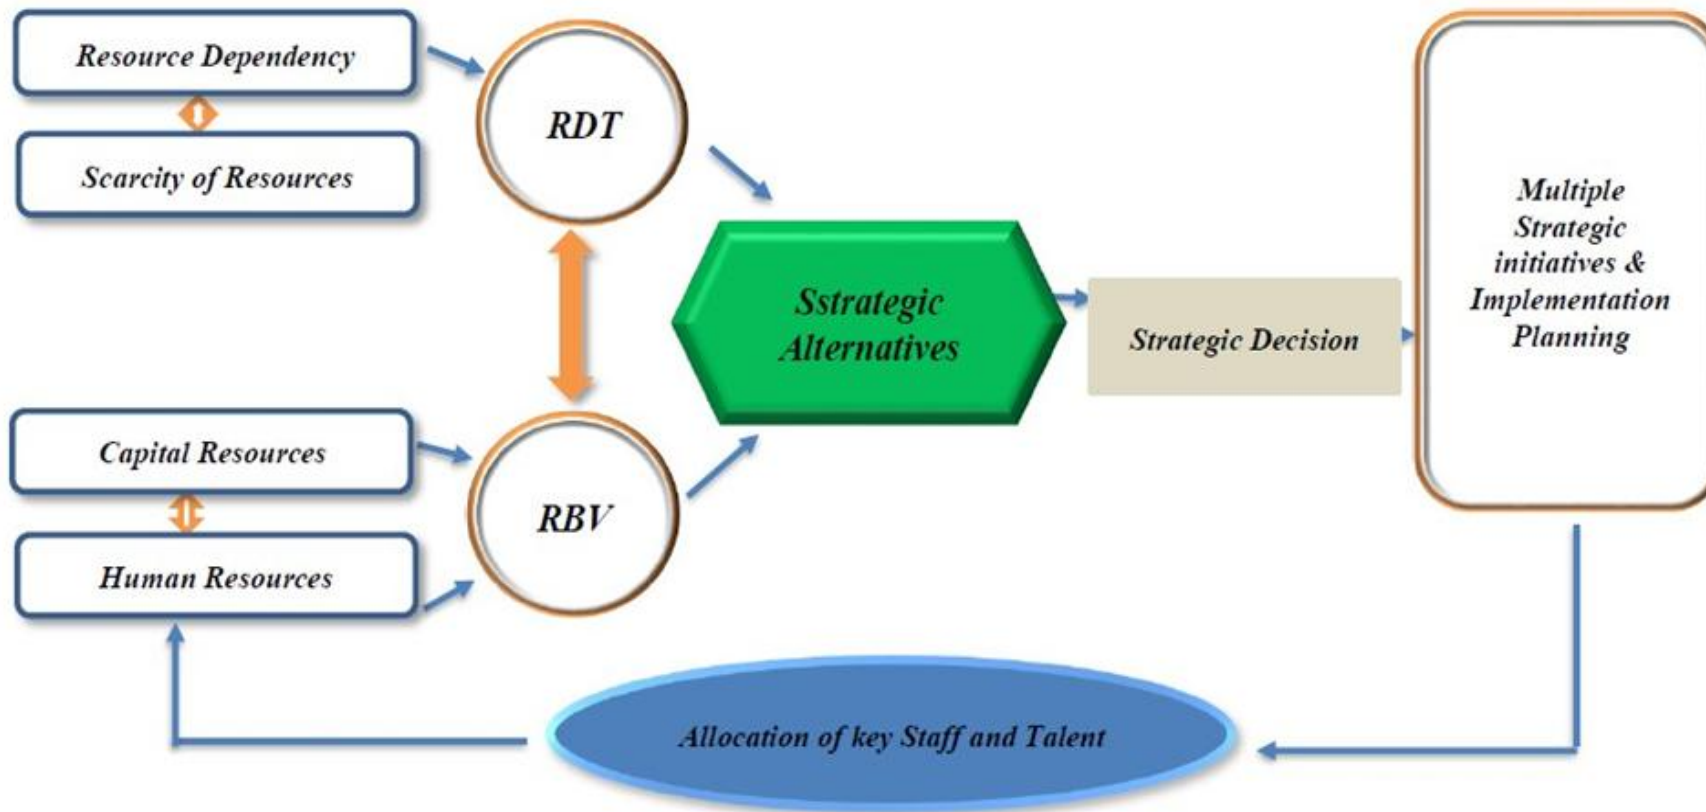 Resource Dependency
Scarcity of Resources
RDT
Capital Resources
Human Resources
RBV
Sstrategic
Alternatives
Strategic Decision
Multiple
Strategic
initiatives &
Implementation
Planning
Allocation of key Staff and Talent